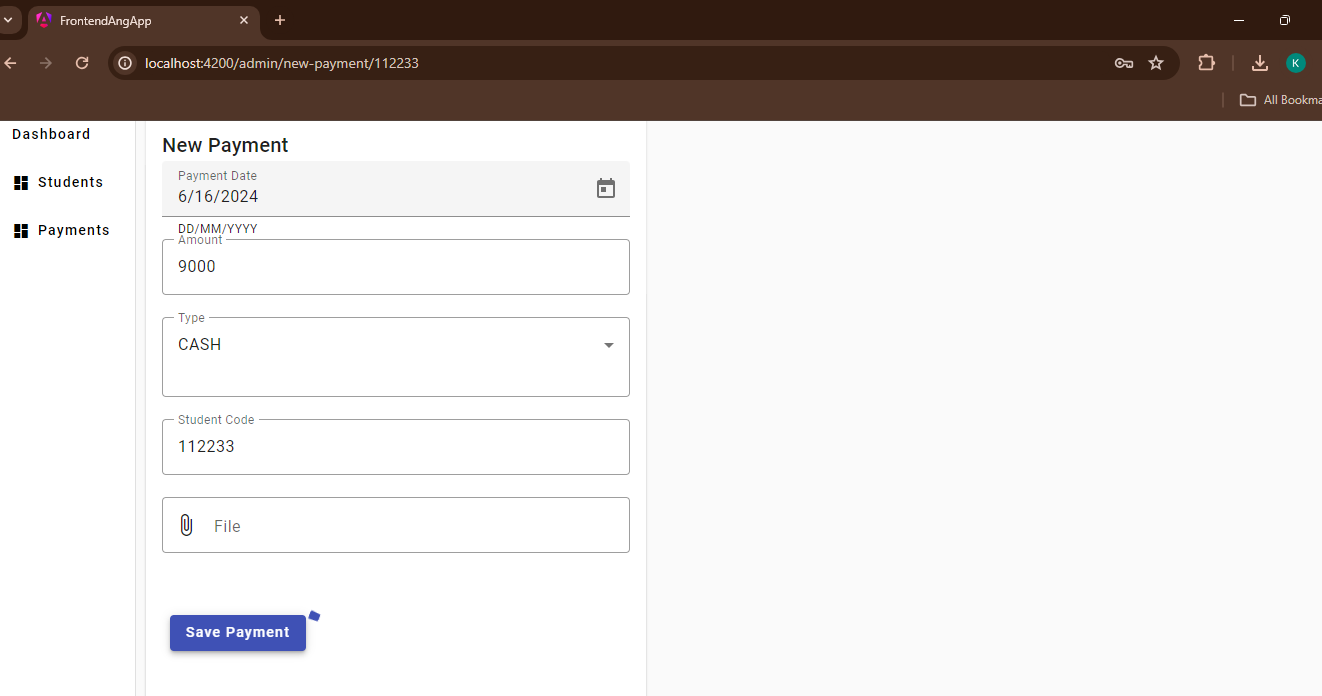 FrontendAngApp
localhost:4200/admin/new-payment/112233
K
All Bookma
Dashboard
Students
Payments
New Payment
Payment Date
6/16/2024
DD/MM/YYYY
Amount
9000
Type
CASH
Student Code
112233
File
Save Payment